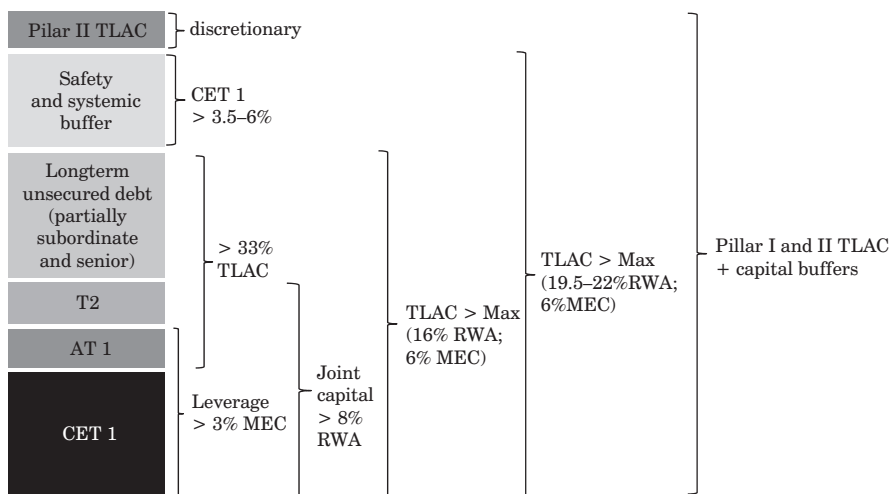 Pilar II TLAC
discretionary
Safety
and systemic
buffer
CET 1
> 3.5–6%
Longterm
unsecured debt
(partially
subordinate
and senior)
> 33%
TLAC
T2
AT 1
CET 1
Leverage
> 3% MEC
Joint
capital
> 8%
RWA
TLAC > Max
(16% RWA;
6% MEC)
TLAC > Max
(19.5–22%RWA;
6%MEC)
Pillar I and II TLAC
+ capital buffers